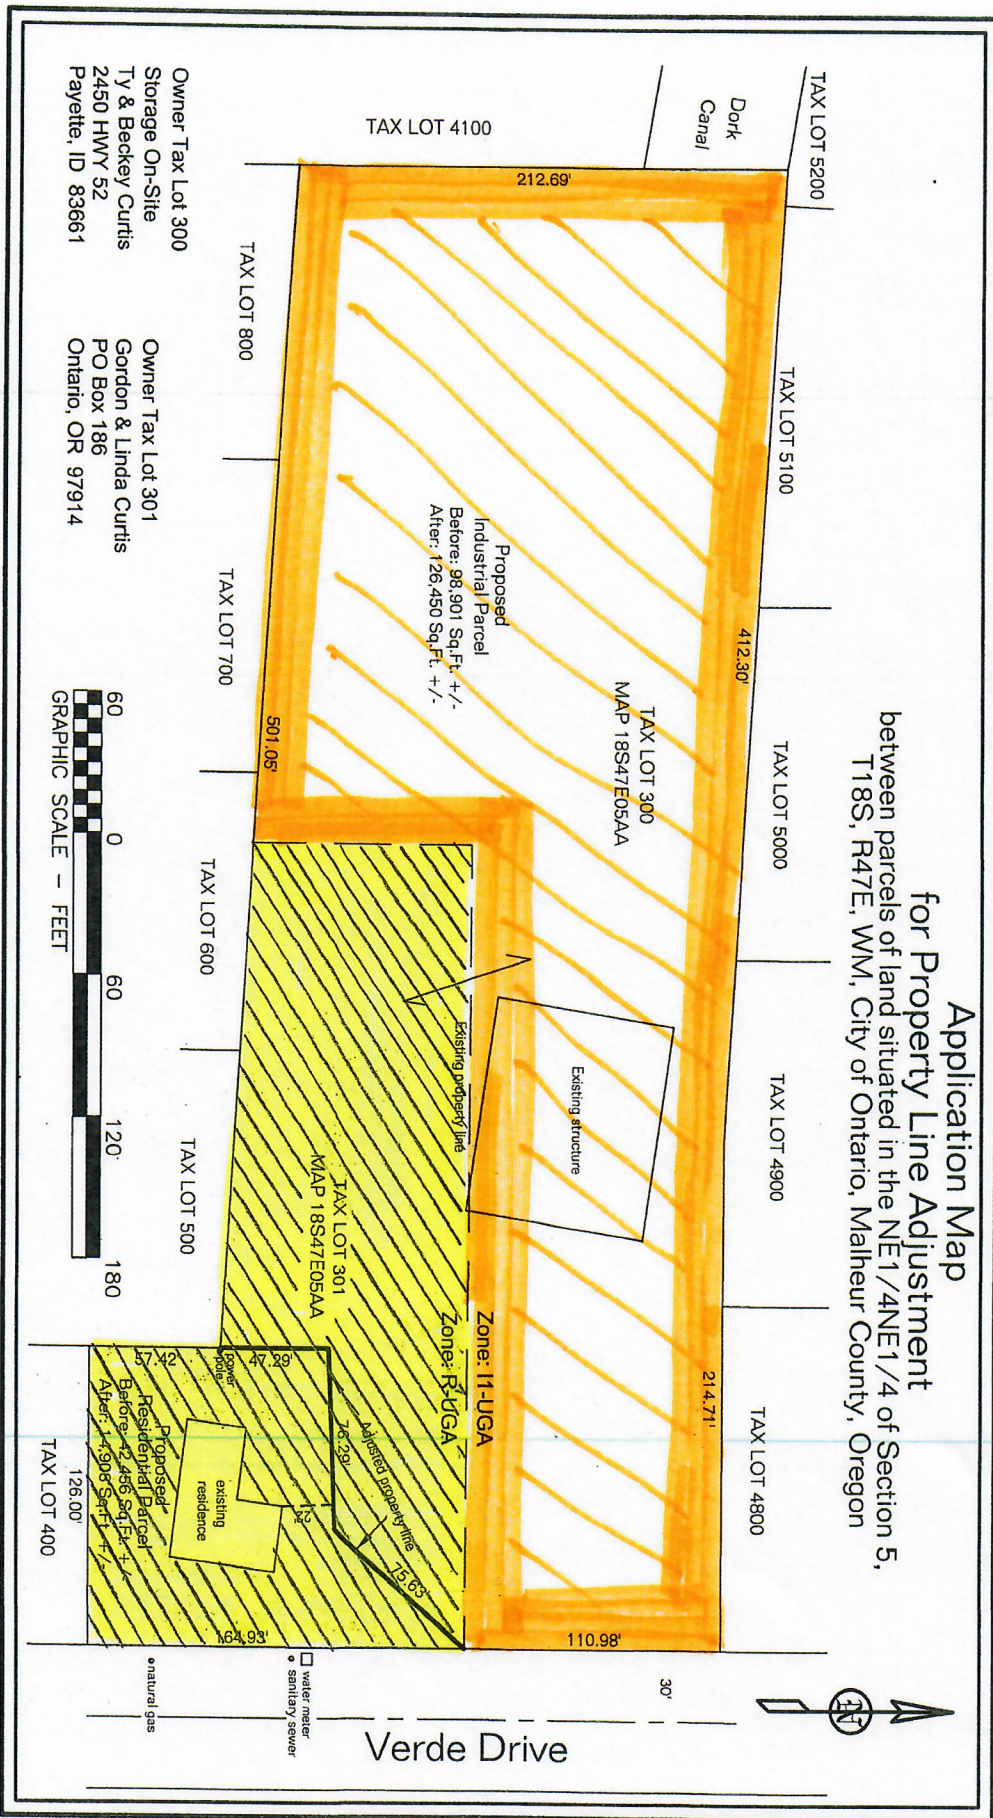 Application Map
for Property Line Adjustment
between parcels of land situated in the NE1/4NE1/4 of Section 5,
T18S, R47E, WM, City of Ontario, Malheur County, Oregon
TAX LOT 5200
Dork
Canal
TAX LOT 4100
TAX LOT 5100
TAX LOT 5000
TAX LOT 4900
TAX LOT 4800
212.69'
412.30'
214.71'
110.98'
30'
N
Verde Drive
TAX LOT 300
MAP 18S47E05AA
Proposed
Industrial Parcel
Before: 98,901 Sq.Ft. +/-
After: 126,450 Sq.Ft. +/-
Existing structure
Existing property line
Zone: I1-UGA
Zone: R-UGA
TAX LOT 301
MAP 18S47E05AA
Adjusted property line
75.63'
76.29'
47.29'
57.42'
power
pole
existing
residence
Proposed
Residential Parcel
Before: 42,456 Sq.Ft. +/-
After: 14,906 Sq.Ft. +/-
164.93'
126.00'
water meter
sanitary sewer
natural gas
501.05'
TAX LOT 800
TAX LOT 700
TAX LOT 600
TAX LOT 500
TAX LOT 400
60 0 60 120 180
GRAPHIC SCALE - FEET
Owner Tax Lot 300
Storage On-Site
Ty & Beckey Curtis
2450 HWY 52
Payette, ID 83661
Owner Tax Lot 301
Gordon & Linda Curtis
PO Box 186
Ontario, OR 97914